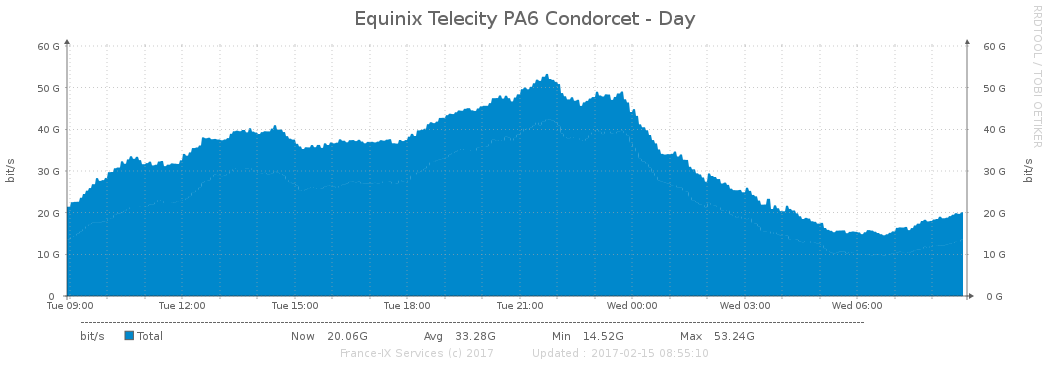 Equinix Telecity PA6 Condorcet - Day
RRDTOOL / TOBI OETIKER
60 G 60 G
50 G 50 G
40 G 40 G
30 G 30 G
20 G 20 G
10 G 10 G
0 0 G
bit/s bit/s
Tue 09:00 Tue 12:00 Tue 15:00 Tue 18:00 Tue 21:00 Wed 00:00 Wed 03:00 Wed 06:00
bit/s Total Now 20.06G Avg 33.28G Min 14.52G Max 53.24G
France-IX Services (c) 2017 Updated : 2017-02-15 08:55:10